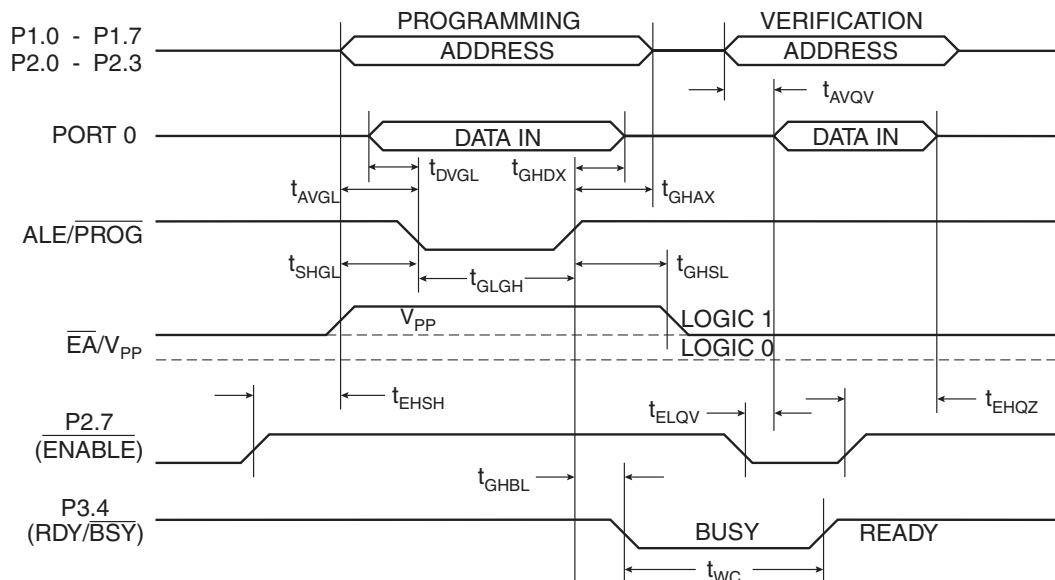 PROGRAMMING VERIFICATION
P1.0 - P1.7
P2.0 - P2.3
ADDRESS ADDRESS
tAVQV
PORT 0 DATA IN DATA IN
tDVGL tGHDX
tAVGL tGHAX
ALE/PROG
tSHGL tGLGH tGHSL
VPP LOGIC 1
EA/VPP LOGIC 0
tEHSH tELQV tEHQZ
P2.7
(ENABLE)
tGHBL
P3.4
(RDY/BSY) BUSY READY
tWC